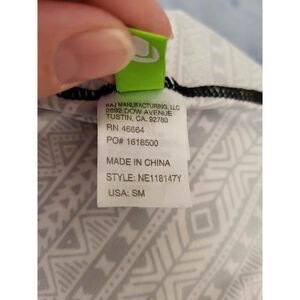 RAJ MANUFACTURING, LLC
2692 DOW AVENUE
TUSTIN, CA. 92780
RN 46664
PO# 1618500
MADE IN CHINA
STYLE: NE118147Y
USA: SM